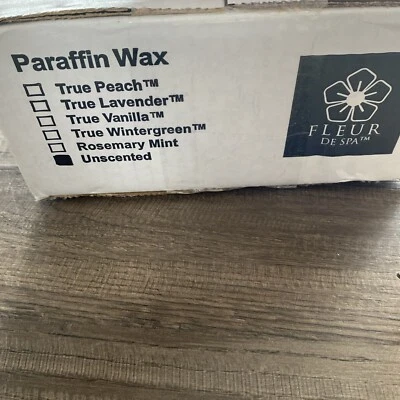 Paraffin Wax
True Peach™
True Lavender™
True Vanilla™
True Wintergreen™
Rosemary Mint
Unscented
FLEUR
DE SPA™